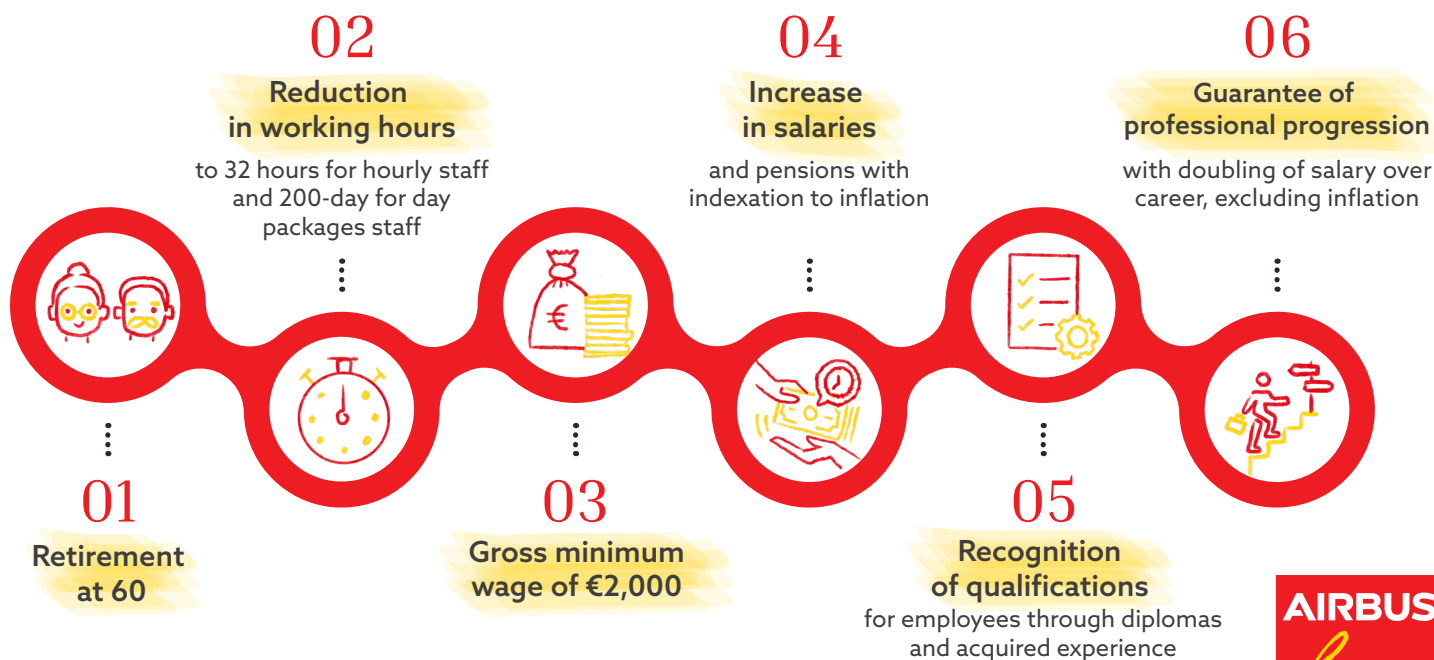 01
Retirement
at 60
02
Reduction
in working hours
to 32 hours for hourly staff
and 200-day for day
packages staff
03
Gross minimum
wage of €2,000
€
04
Increase
in salaries
and pensions with
indexation to inflation
05
Recognition
of qualifications
for employees through diplomas
and acquired experience
06
Guarantee of
professional progression
with doubling of salary over
career, excluding inflation
AIRBUS